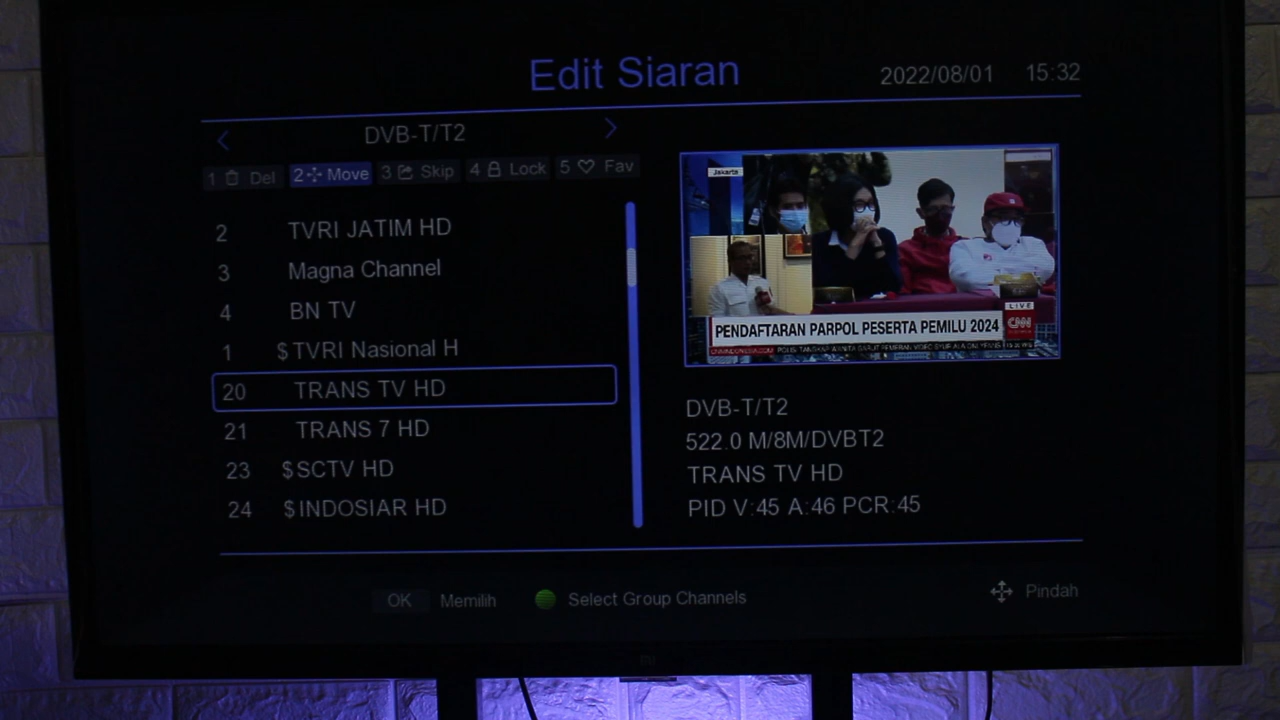 Edit Siaran
2022/08/01 15:32
DVB-T/T2
1 Del 2 Move 3 Skip 4 Lock 5 Fav
2 TVRI JATIM HD
3 Magna Channel
4 BN TV
1 $TVRI Nasional H
20 TRANS TV HD
21 TRANS 7 HD
23 $SCTV HD
24 $INDOSIAR HD
Jakarta
LIVE
CNN
PENDAFTARAN PARPOL PESERTA PEMILU 2024
DVB-T/T2
522.0 M/8M/DVBT2
TRANS TV HD
PID V:45 A:46 PCR:45
OK Memilih Select Group Channels Pindah
mi